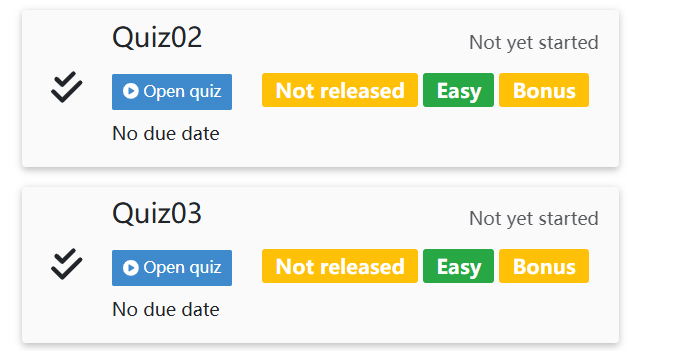 Quiz02
Not yet started
Open quiz Not released Easy Bonus
No due date
Quiz03
Not yet started
Open quiz Not released Easy Bonus
No due date